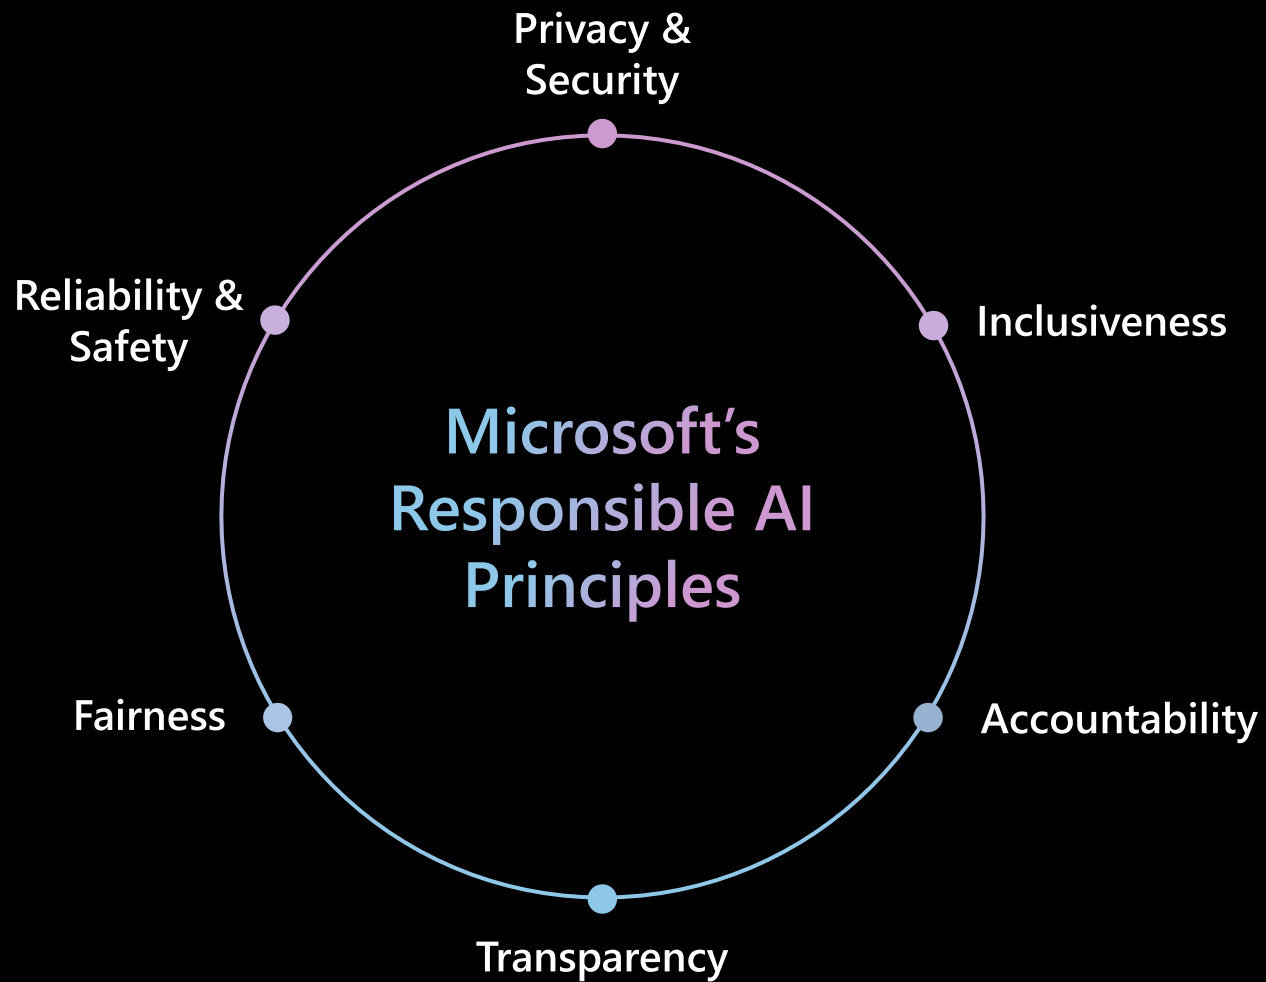 Privacy &
Security
Reliability &
Safety
Inclusiveness
Microsoft’s
Responsible AI
Principles
Fairness
Accountability
Transparency